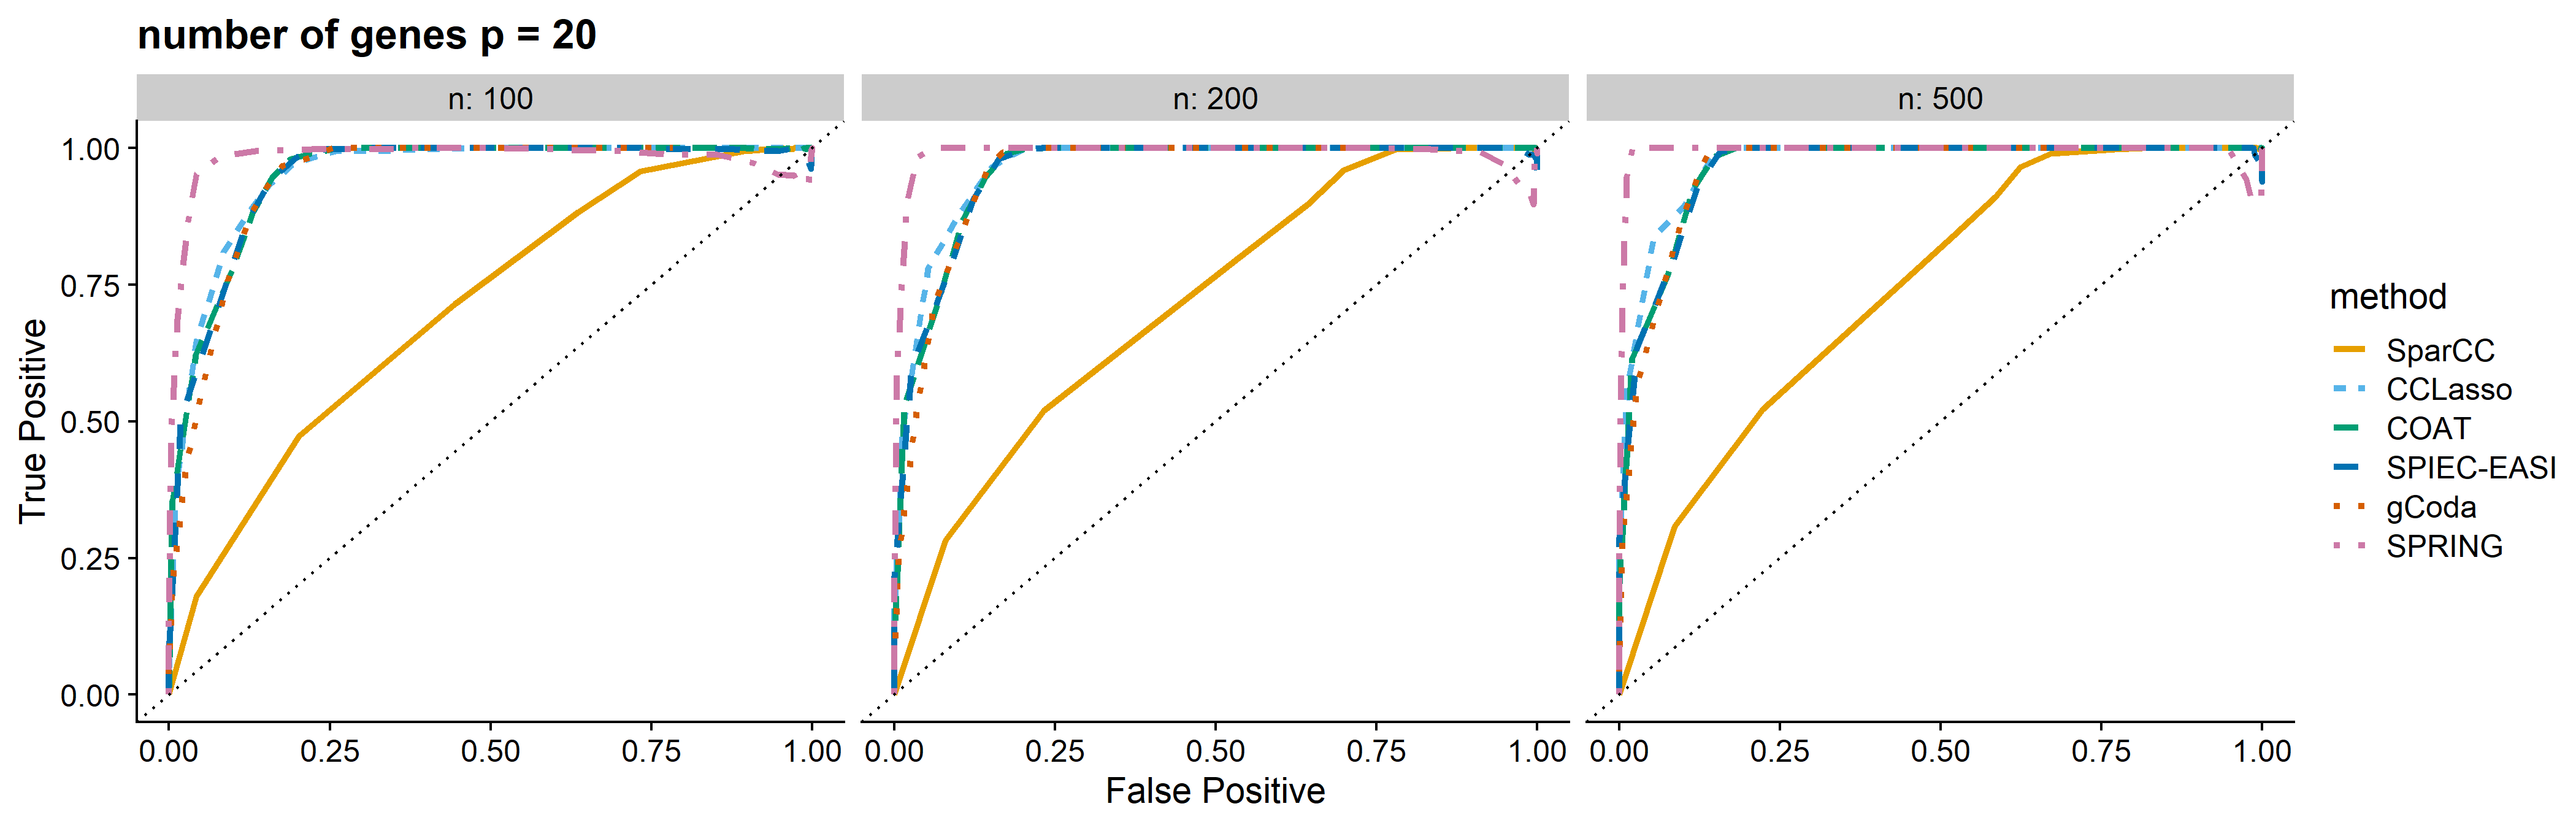 number of genes p = 20
n: 100
n: 200
n: 500
True Positive
1.00
0.75
0.50
0.25
0.00
0.00 0.25 0.50 0.75 1.00
0.00 0.25 0.50 0.75 1.00
0.00 0.25 0.50 0.75 1.00
False Positive
method
SparCC
CCLasso
COAT
SPIEC-EASI
gCoda
SPRING